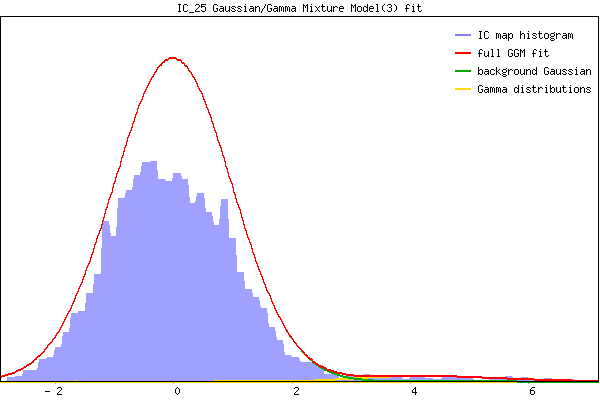 IC_25 Gaussian/Gamma Mixture Model(3) fit
IC map histogram
full GGM fit
background Gaussian
Gamma distributions
-2 0 2 4 6